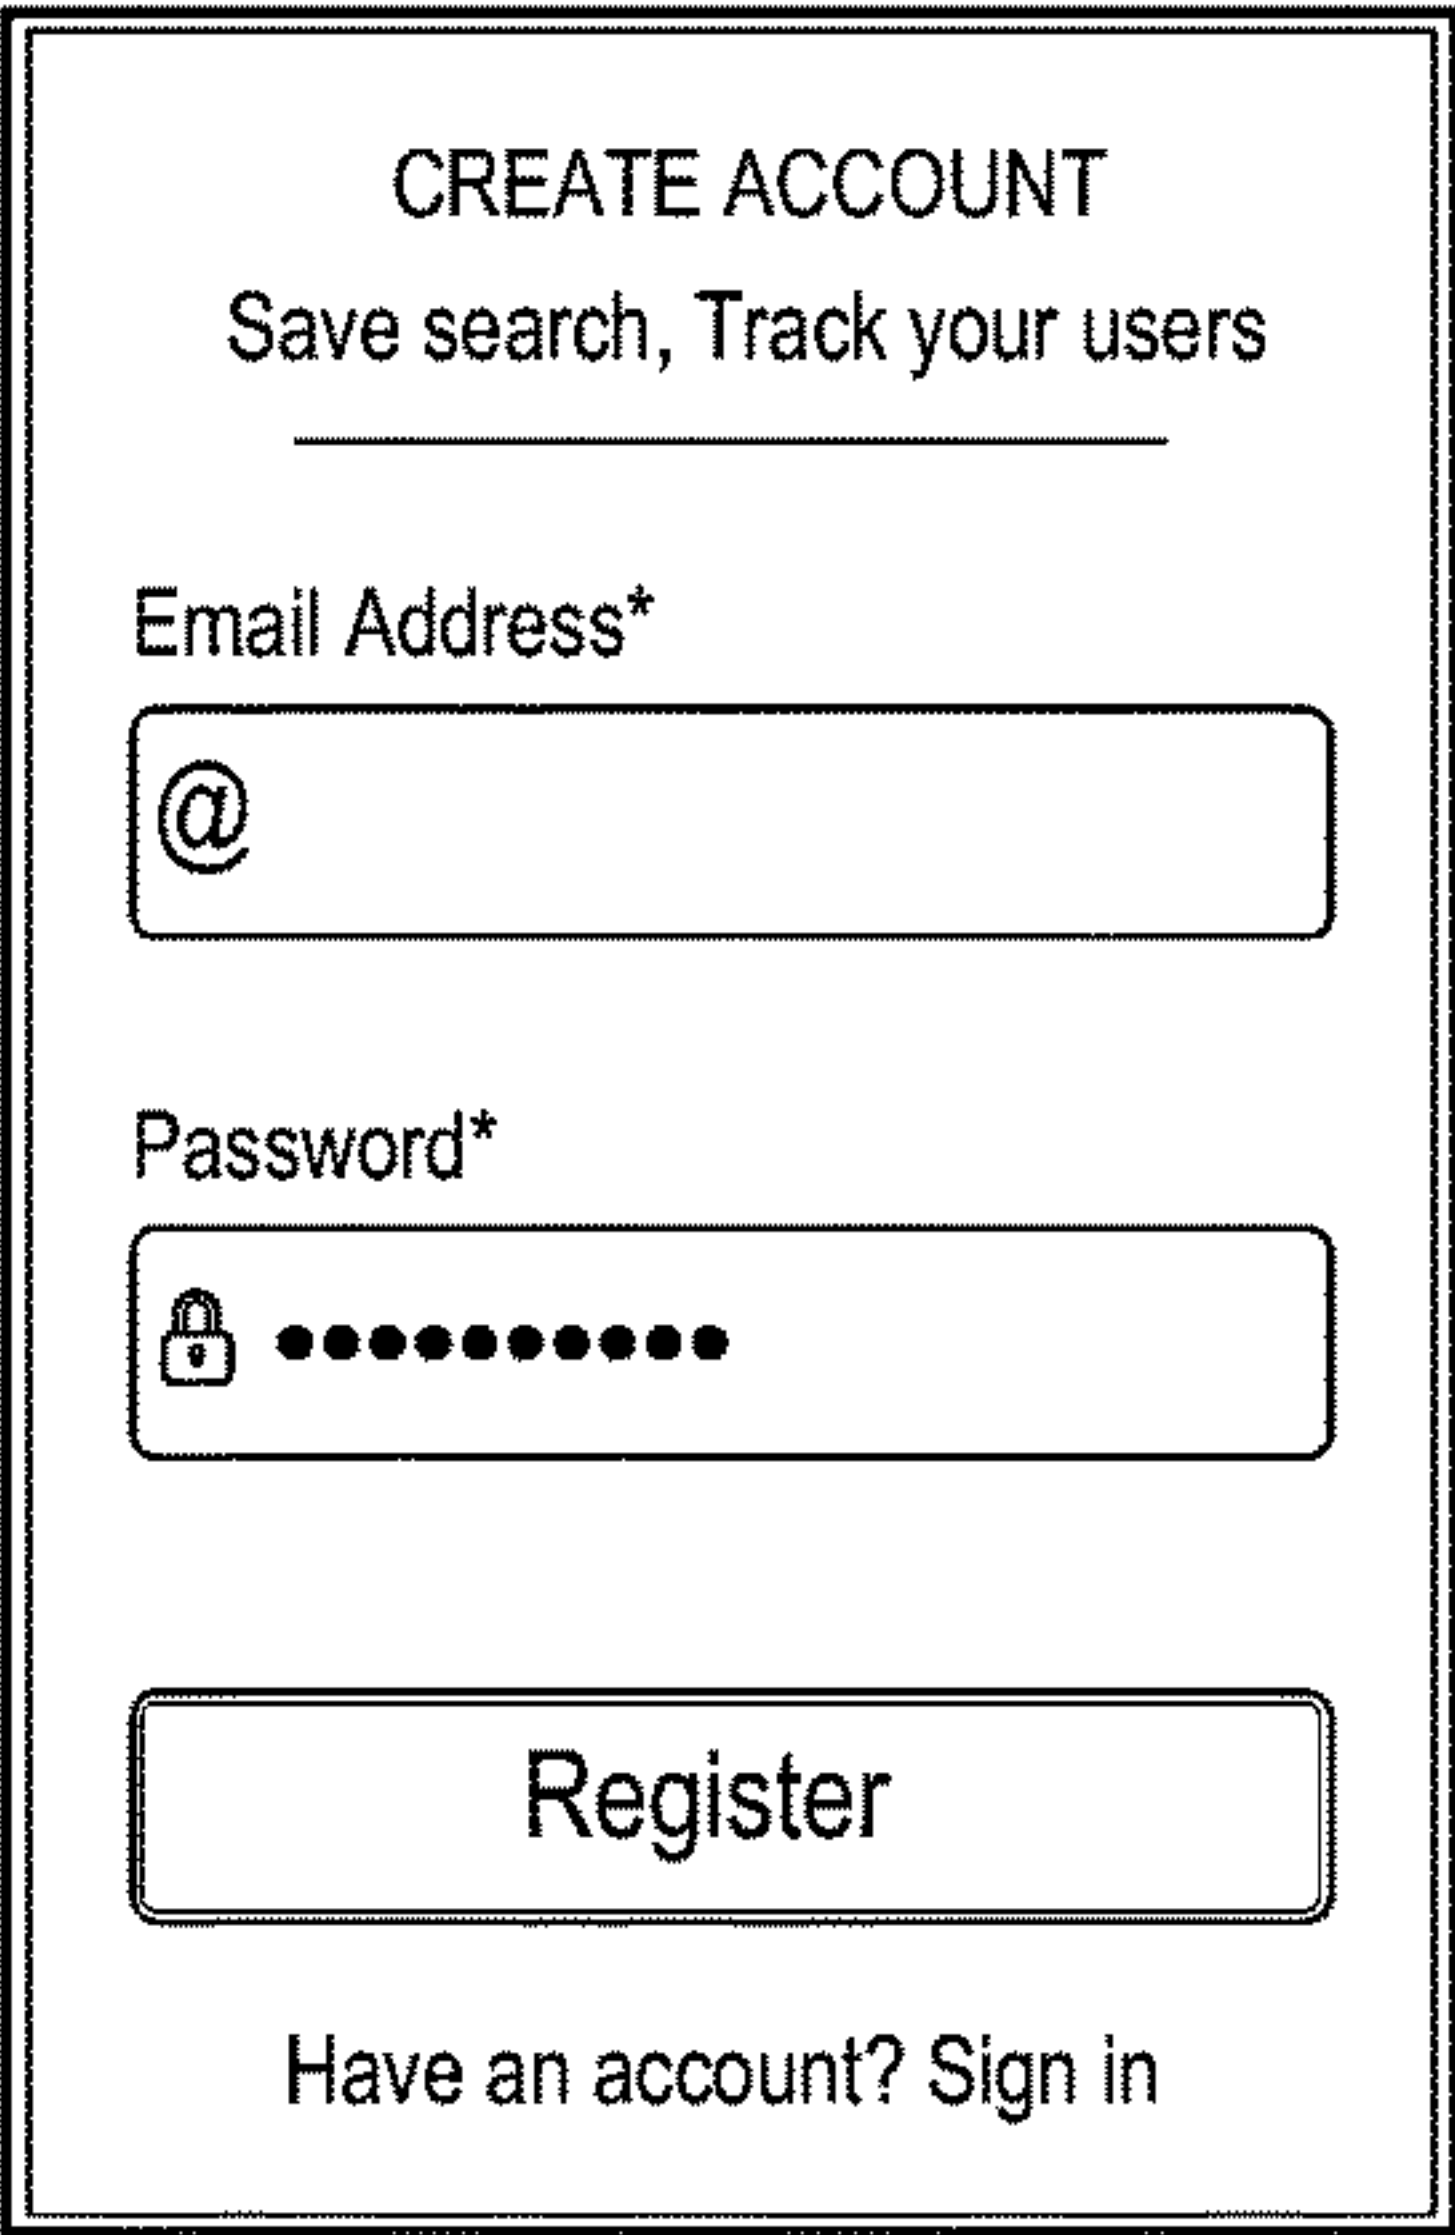 CREATE ACCOUNT
Save search, Track your users
Email Address*
@
Password*
••••••••••
Register
Have an account? Sign in